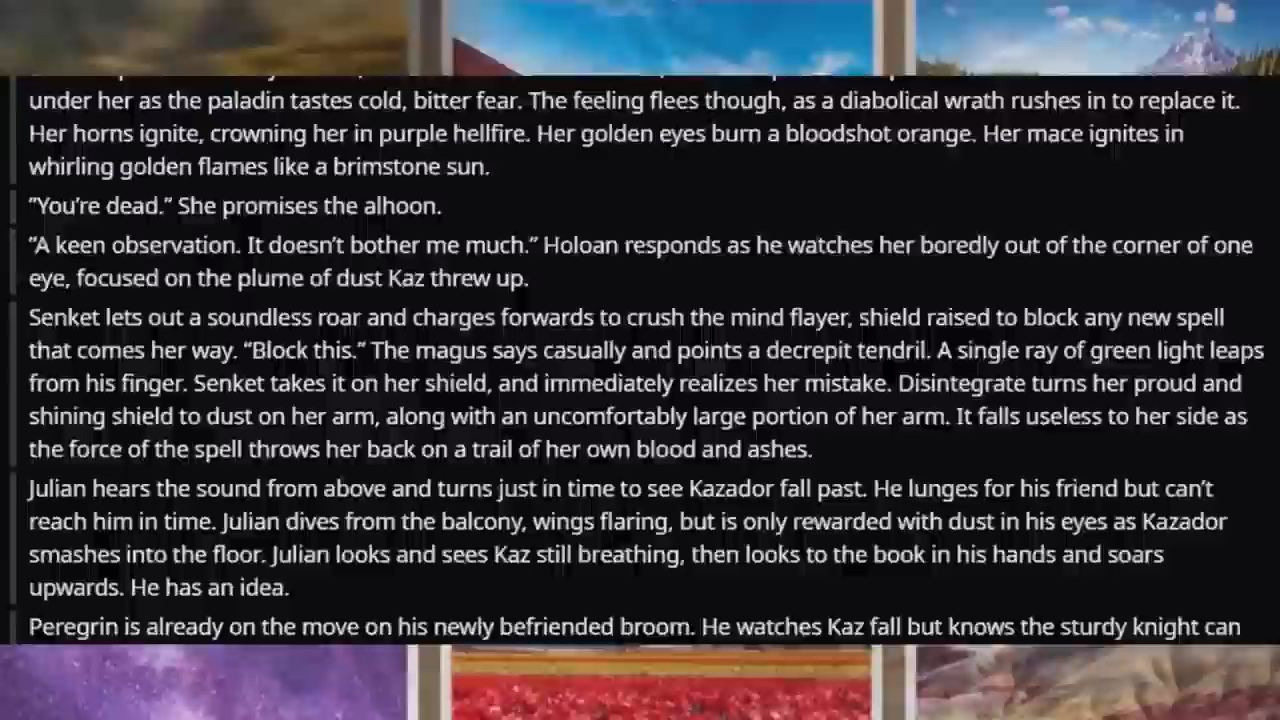 under her as the paladin tastes cold, bitter fear. The feeling flees though, as a diabolical wrath rushes in to replace it.
Her horns ignite, crowning her in purple hellfire. Her golden eyes burn a bloodshot orange. Her mace ignites in
whirling golden flames like a brimstone sun.
“You’re dead.” She promises the alhoon.
“A keen observation. It doesn’t bother me much.” Holoan responds as he watches her boredly out of the corner of one
eye, focused on the plume of dust Kaz threw up.
Senket lets out a soundless roar and charges forwards to crush the mind flayer, shield raised to block any new spell
that comes her way. “Block this.” The magus says casually and points a decrepit tendril. A single ray of green light leaps
from his finger. Senket takes it on her shield, and immediately realizes her mistake. Disintegrate turns her proud and
shining shield to dust on her arm, along with an uncomfortably large portion of her arm. It falls useless to her side as
the force of the spell throws her back on a trail of her own blood and ashes.
Julian hears the sound from above and turns just in time to see Kazador fall past. He lunges for his friend but can’t
reach him in time. Julian dives from the balcony, wings flaring, but is only rewarded with dust in his eyes as Kazador
smashes into the floor. Julian looks and sees Kaz still breathing, then looks to the book in his hands and soars
upwards. He has an idea.
Peregrin is already on the move on his newly befriended broom. He watches Kaz fall but knows the sturdy knight can